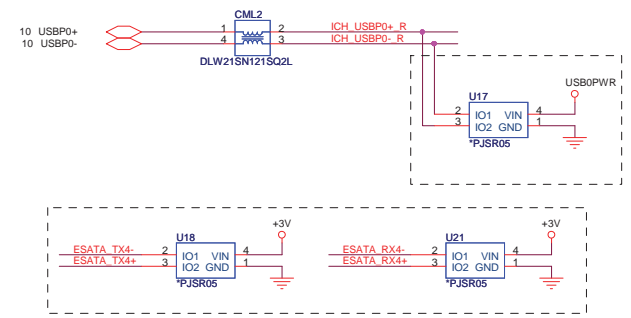 CML2
10 USBP0+ 1 2 ICH_USBP0+_R
10 USBP0- 4 3 ICH_USBP0-_R
DLW21SN121SQ2L
USB0PWR
U17
2 IO1 VIN 4
3 IO2 GND 1
*PJSR05
+3V +3V
U18 U21
ESATA_TX4- 2 IO1 VIN 4 ESATA_RX4- 2 IO1 VIN 4
ESATA_TX4+ 3 IO2 GND 1 ESATA_RX4+ 3 IO2 GND 1
*PJSR05 *PJSR05